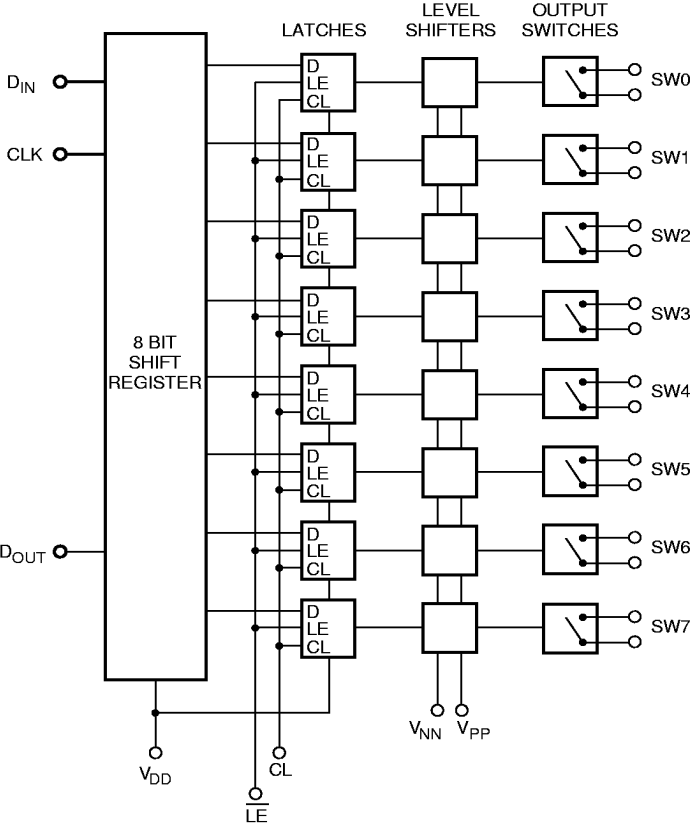 LATCHES
LEVEL
SHIFTERS
OUTPUT
SWITCHES
DIN
CLK
DOUT
8 BIT
SHIFT
REGISTER
D
LE
CL
SW0
D
LE
CL
SW1
D
LE
CL
SW2
D
LE
CL
SW3
D
LE
CL
SW4
D
LE
CL
SW5
D
LE
CL
SW6
D
LE
CL
SW7
VNN
VPP
VDD
CL
L̅E̅